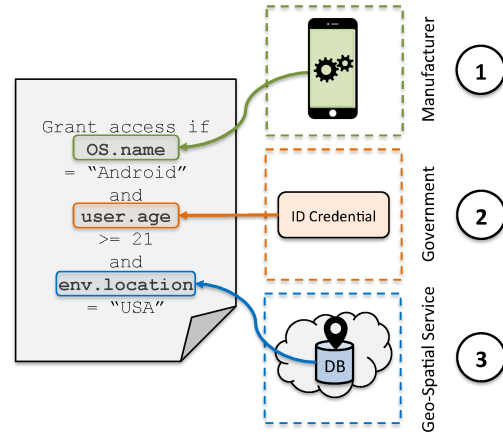 Grant access if
OS.name
= “Android”
and
user.age
>= 21
and
env.location
= “USA”
Manufacturer
1
ID Credential
Government
2
DB
Geo-Spatial Service
3